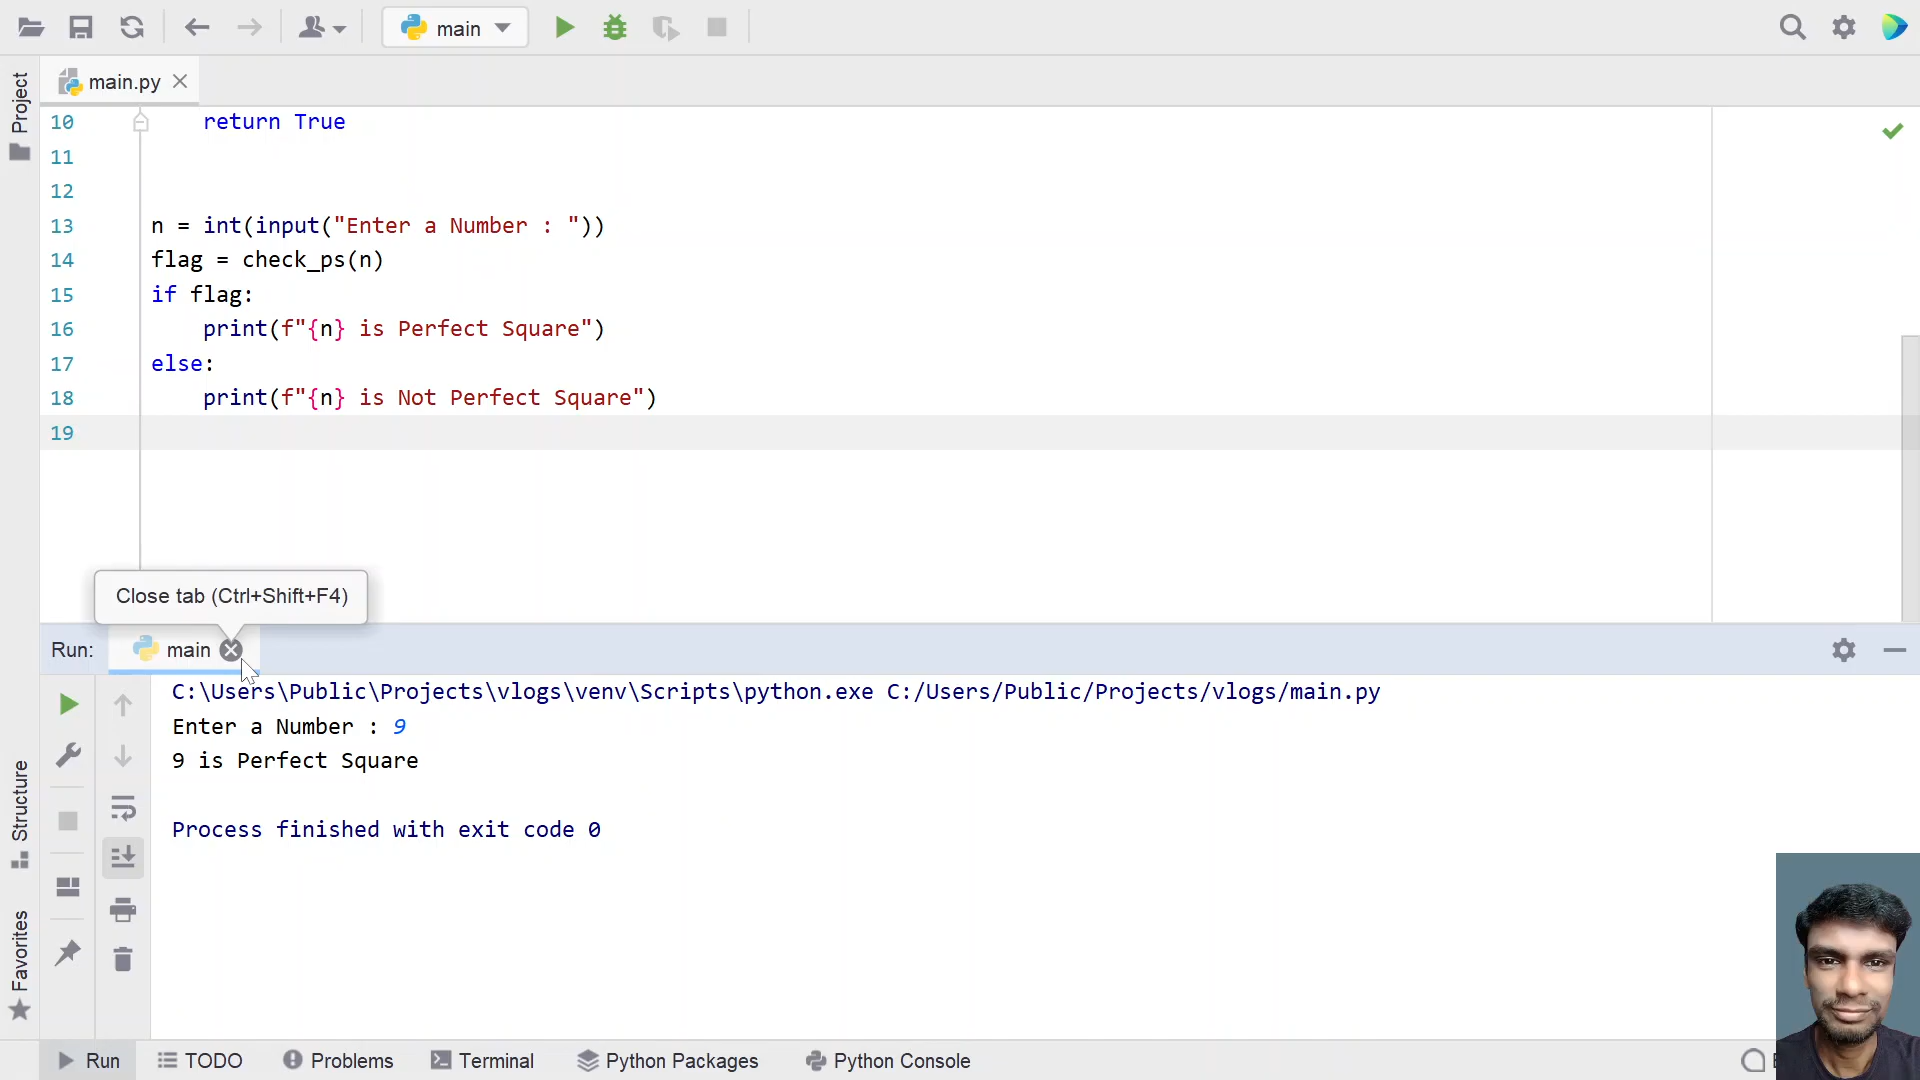 main
main.py
Project
10 return True
11
12
13 n = int(input("Enter a Number : "))
14 flag = check_ps(n)
15 if flag:
16 print(f"{n} is Perfect Square")
17 else:
18 print(f"{n} is Not Perfect Square")
19
Close tab (Ctrl+Shift+F4)
Run: main
C:\Users\Public\Projects\vlogs\venv\Scripts\python.exe C:/Users/Public/Projects/vlogs/main.py
Enter a Number : 9
9 is Perfect Square
Process finished with exit code 0
Structure
Favorites
Run TODO Problems Terminal Python Packages Python Console